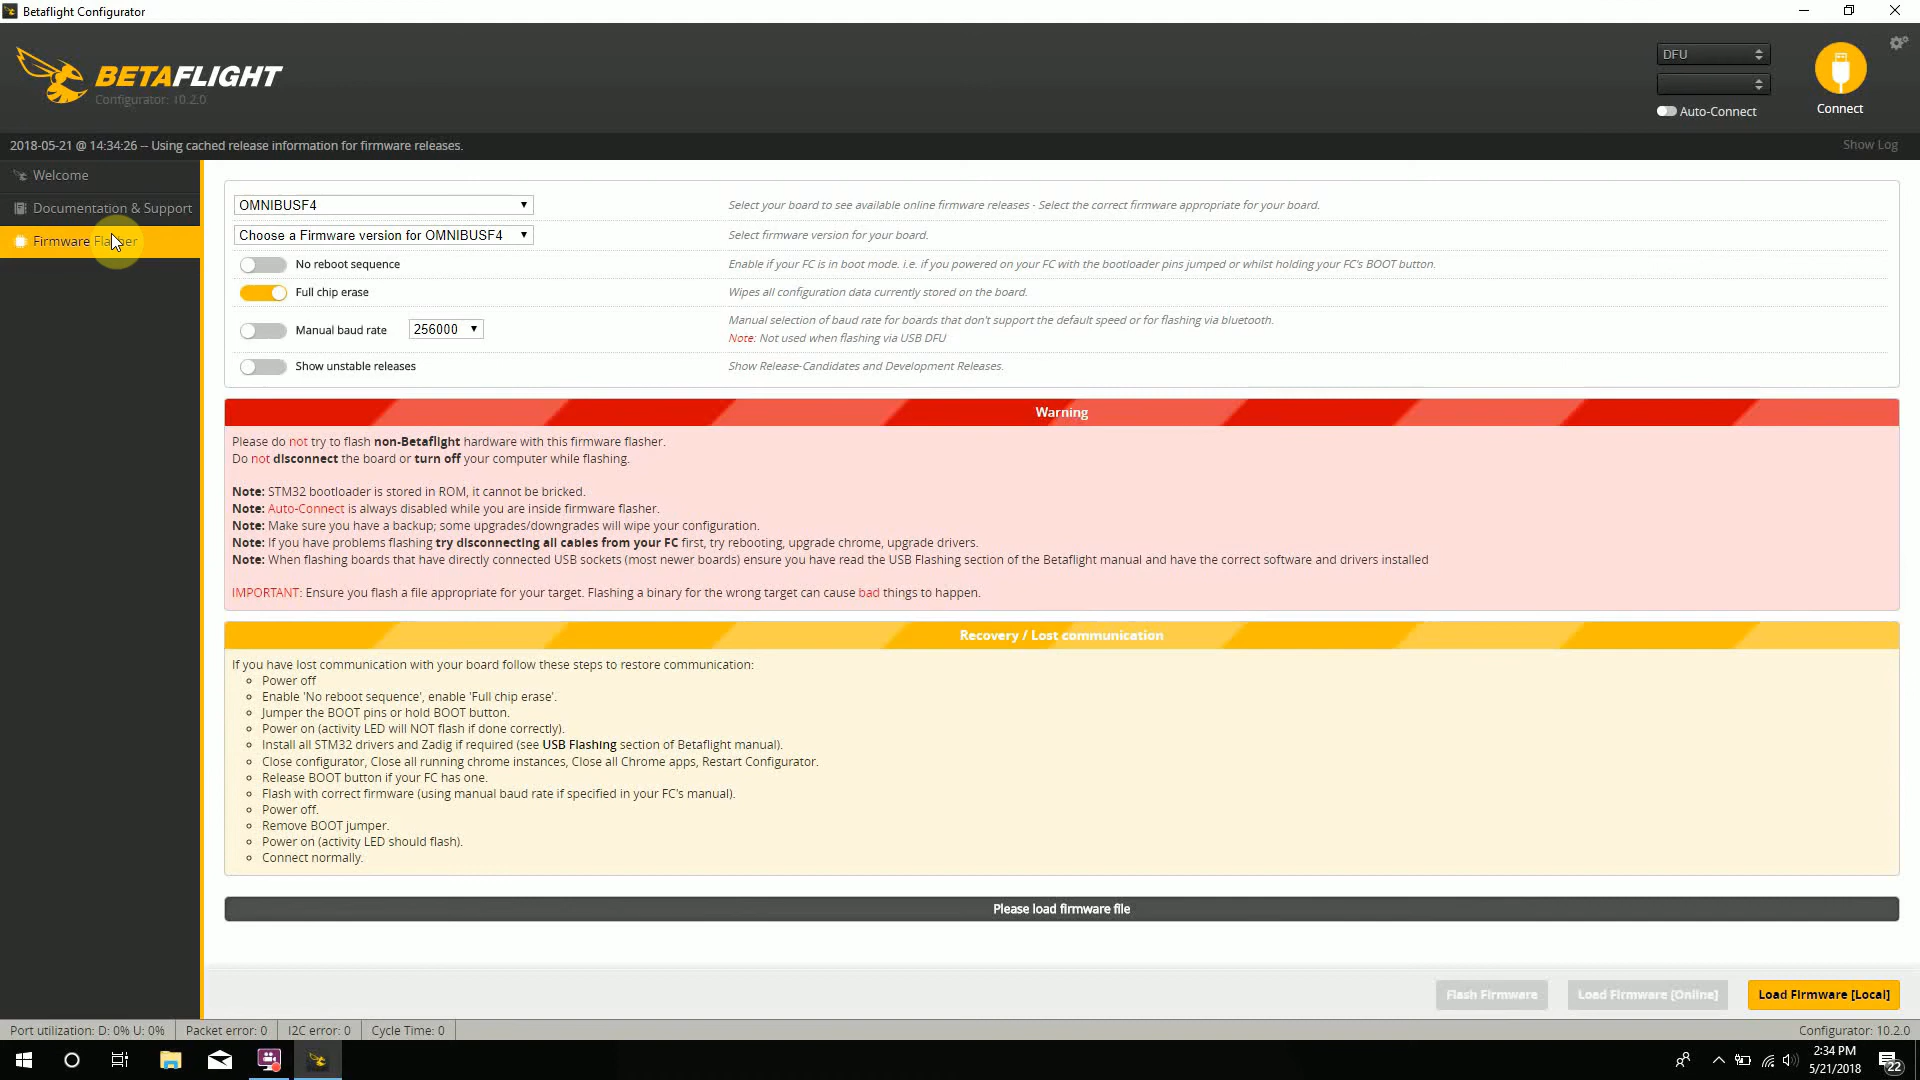 Betaflight Configurator
BETAFLIGHT
Configurator: 10.2.0
DFU
Auto-Connect
Connect
2018-05-21 @ 14:34:26 -- Using cached release information for firmware releases.
Show Log
Welcome
Documentation & Support
Firmware Flasher
OMNIBUSF4
Select your board to see available online firmware releases - Select the correct firmware appropriate for your board.
Choose a Firmware version for OMNIBUSF4
Select firmware version for your board.
No reboot sequence
Enable if your FC is in boot mode. i.e. if you powered on your FC with the bootloader pins jumped or whilst holding your FC's BOOT button.
Full chip erase
Wipes all configuration data currently stored on the board.
Manual baud rate
256000
Manual selection of baud rate for boards that don't support the default speed or for flashing via bluetooth.
Note: Not used when flashing via USB DFU
Show unstable releases
Show Release-Candidates and Development Releases.
Warning
Please do not try to flash non-Betaflight hardware with this firmware flasher.
Do not disconnect the board or turn off your computer while flashing.
Note: STM32 bootloader is stored in ROM, it cannot be bricked.
Note: Auto-Connect is always disabled while you are inside firmware flasher.
Note: Make sure you have a backup; some upgrades/downgrades will wipe your configuration.
Note: If you have problems flashing try disconnecting all cables from your FC first, try rebooting, upgrade chrome, upgrade drivers.
Note: When flashing boards that have directly connected USB sockets (most newer boards) ensure you have read the USB Flashing section of the Betaflight manual and have the correct software and drivers installed
IMPORTANT: Ensure you flash a file appropriate for your target. Flashing a binary for the wrong target can cause bad things to happen.
Recovery / Lost communication
If you have lost communication with your board follow these steps to restore communication:
Power off
Enable 'No reboot sequence', enable 'Full chip erase'.
Jumper the BOOT pins or hold BOOT button.
Power on (activity LED will NOT flash if done correctly).
Install all STM32 drivers and Zadig if required (see USB Flashing section of Betaflight manual).
Close configurator, Close all running chrome instances, Close all Chrome apps, Restart Configurator.
Release BOOT button if your FC has one.
Flash with correct firmware (using manual baud rate if specified in your FC's manual).
Power off.
Remove BOOT jumper.
Power on (activity LED should flash).
Connect normally.
Please load firmware file
Flash Firmware
Load Firmware [Online]
Load Firmware [Local]
Port utilization: D: 0% U: 0%
Packet error: 0
I2C error: 0
Cycle Time: 0
Configurator: 10.2.0
2:34 PM
5/21/2018
22